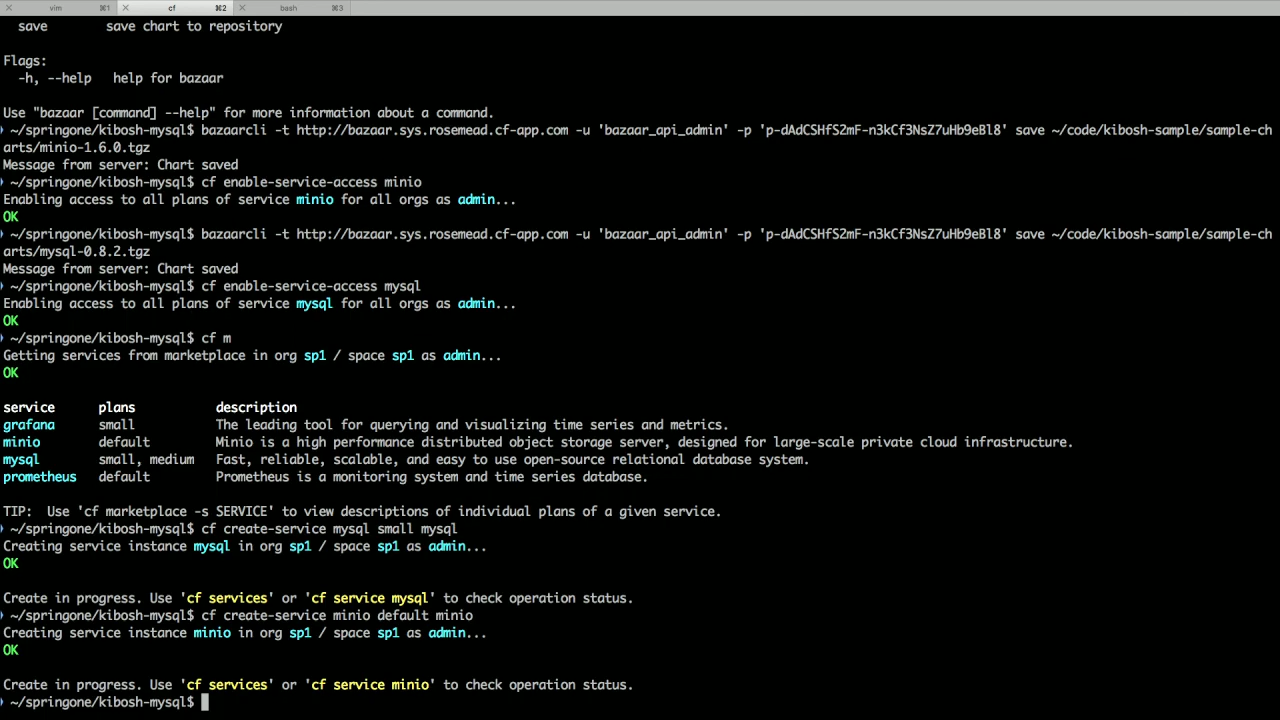 vim ⌘1 cf ⌘2 bash ⌘3
save save chart to repository
Flags:
-h, --help help for bazaar
Use "bazaar [command] --help" for more information about a command.
~/springone/kibosh-mysql$ bazaarcli -t http://bazaar.sys.rosemead.cf-app.com -u 'bazaar_api_admin' -p 'p-dAdCSHfS2mF-n3kCf3NsZ7uHb9eBl8' save ~/code/kibosh-sample/sample-ch
arts/minio-1.6.0.tgz
Message from server: Chart saved
~/springone/kibosh-mysql$ cf enable-service-access minio
Enabling access to all plans of service minio for all orgs as admin...
OK
~/springone/kibosh-mysql$ bazaarcli -t http://bazaar.sys.rosemead.cf-app.com -u 'bazaar_api_admin' -p 'p-dAdCSHfS2mF-n3kCf3NsZ7uHb9eBl8' save ~/code/kibosh-sample/sample-ch
arts/mysql-0.8.2.tgz
Message from server: Chart saved
~/springone/kibosh-mysql$ cf enable-service-access mysql
Enabling access to all plans of service mysql for all orgs as admin...
OK
~/springone/kibosh-mysql$ cf m
Getting services from marketplace in org sp1 / space sp1 as admin...
OK
service plans description
grafana small The leading tool for querying and visualizing time series and metrics.
minio default Minio is a high performance distributed object storage server, designed for large-scale private cloud infrastructure.
mysql small, medium Fast, reliable, scalable, and easy to use open-source relational database system.
prometheus default Prometheus is a monitoring system and time series database.
TIP: Use 'cf marketplace -s SERVICE' to view descriptions of individual plans of a given service.
~/springone/kibosh-mysql$ cf create-service mysql small mysql
Creating service instance mysql in org sp1 / space sp1 as admin...
OK
Create in progress. Use 'cf services' or 'cf service mysql' to check operation status.
~/springone/kibosh-mysql$ cf create-service minio default minio
Creating service instance minio in org sp1 / space sp1 as admin...
OK
Create in progress. Use 'cf services' or 'cf service minio' to check operation status.
~/springone/kibosh-mysql$